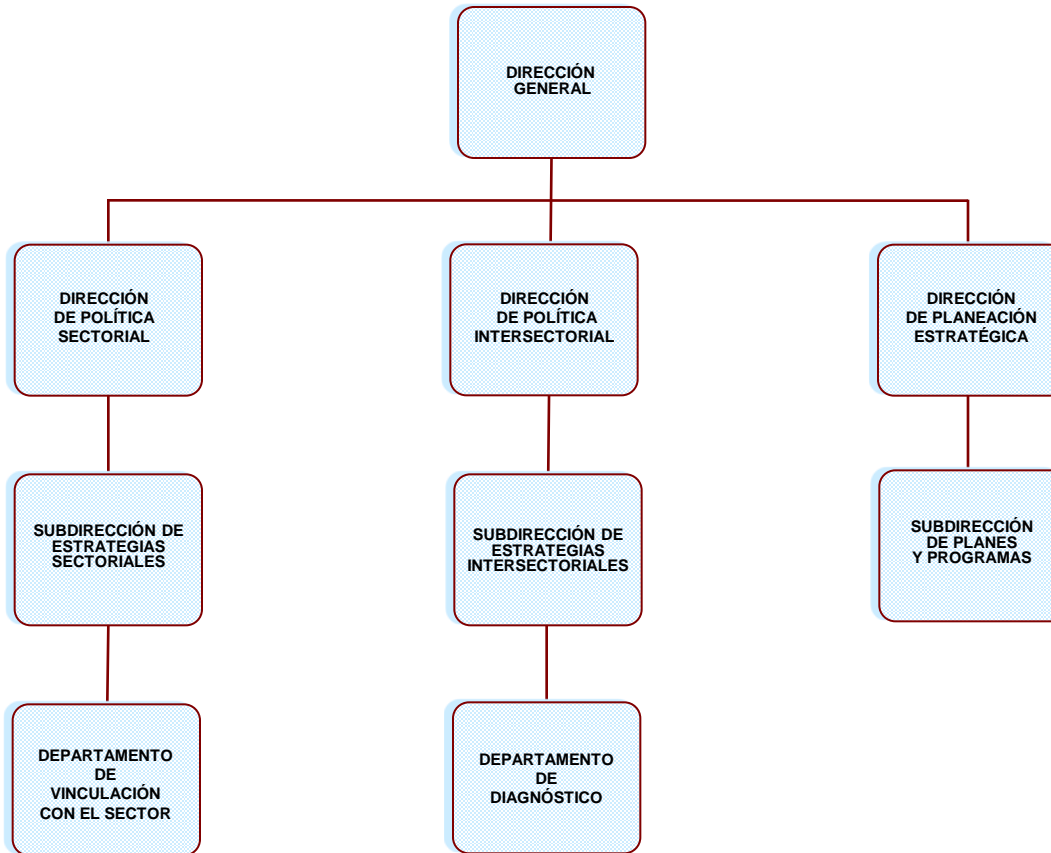 DIRECCIÓN
GENERAL
DIRECCIÓN
DE POLÍTICA
SECTORIAL
DIRECCIÓN
DE POLÍTICA
INTERSECTORIAL
DIRECCIÓN
DE PLANEACIÓN
ESTRATÉGICA
SUBDIRECCIÓN DE
ESTRATEGIAS
SECTORIALES
SUBDIRECCIÓN DE
ESTRATEGIAS
INTERSECTORIALES
SUBDIRECCIÓN
DE PLANES
Y PROGRAMAS
DEPARTAMENTO
DE
VINCULACIÓN
CON EL SECTOR
DEPARTAMENTO
DE
DIAGNÓSTICO